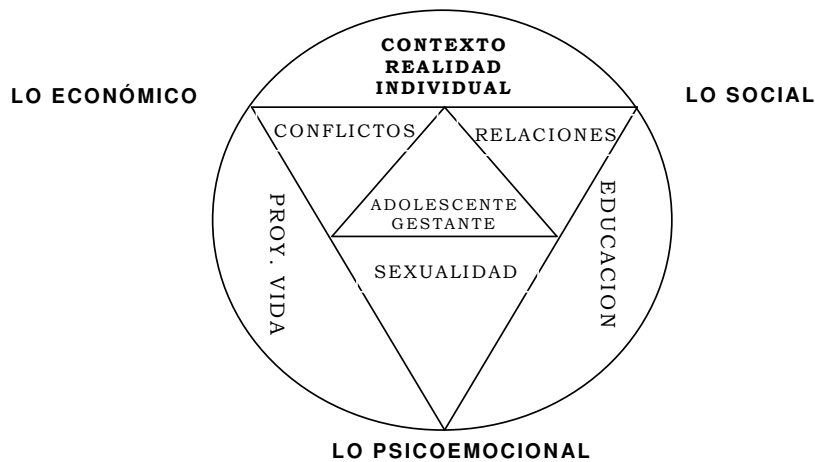 CONTEXTO
REALIDAD
INDIVIDUAL
LO ECONÓMICO
LO SOCIAL
CONFLICTOS
RELACIONES
PROY. VIDA
ADOLESCENTE
GESTANTE
EDUCACION
SEXUALIDAD
LO PSICOEMOCIONAL